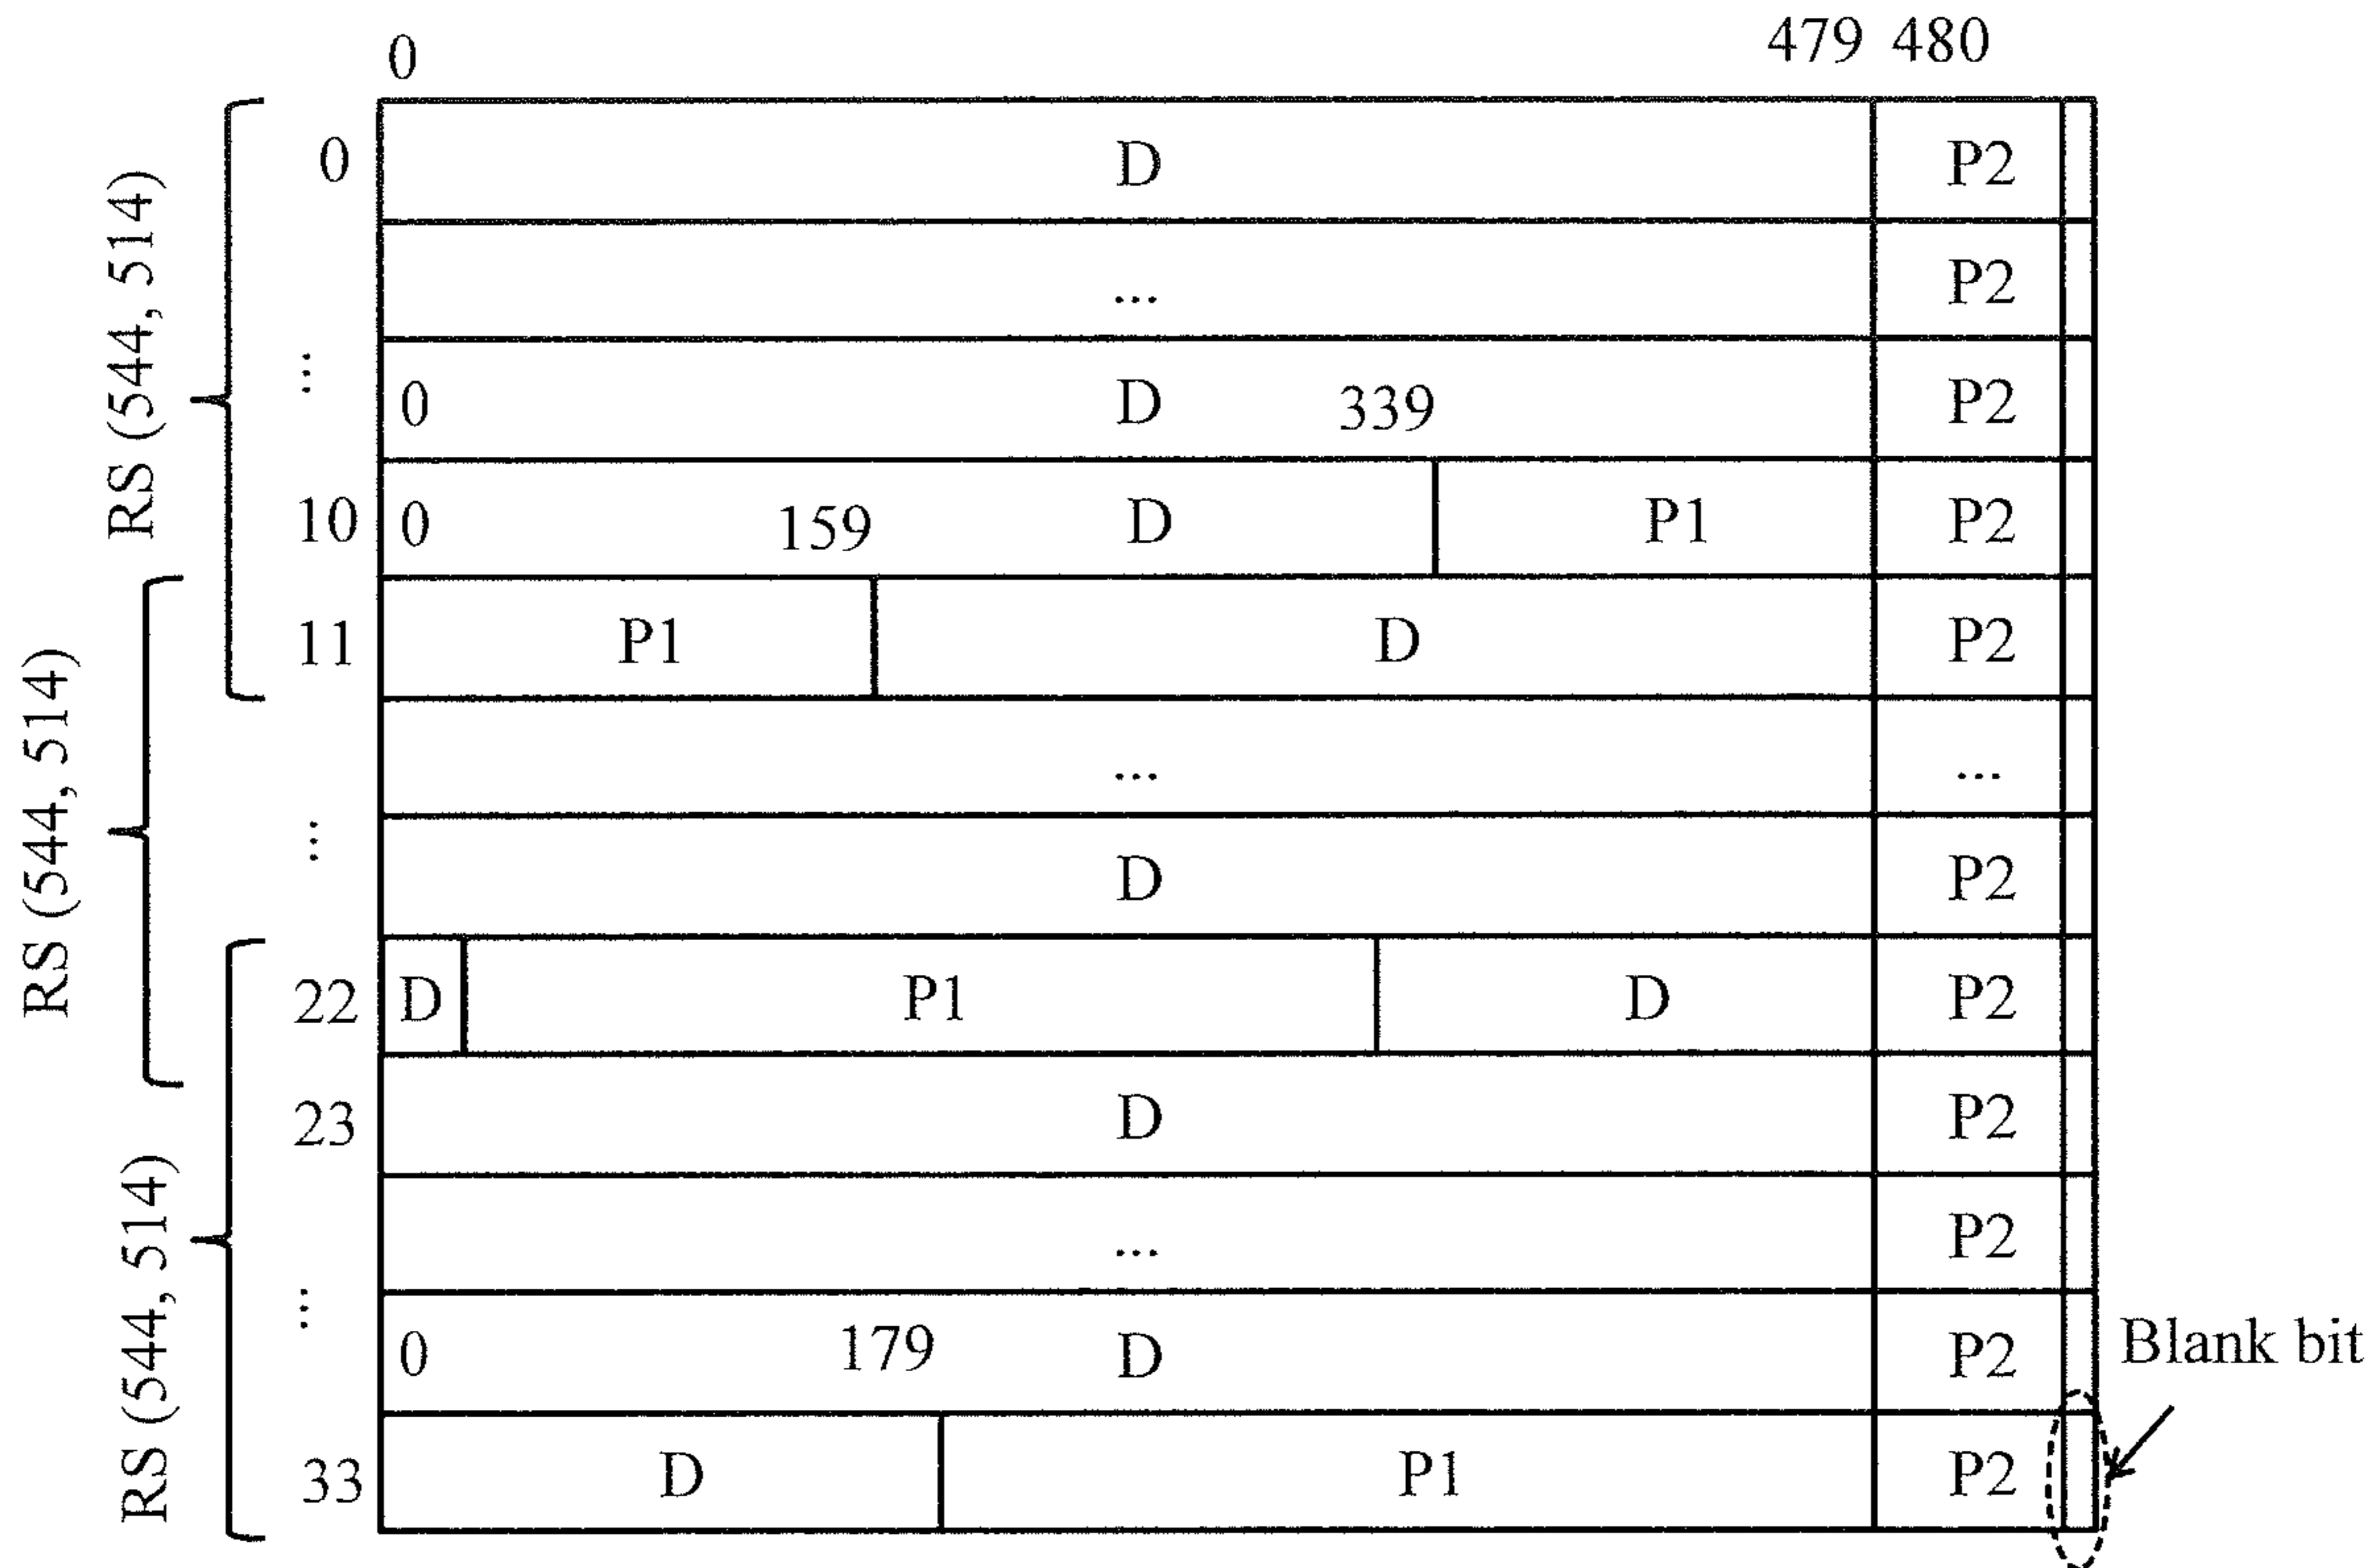 0 479 480
0 D P2
... P2
...
0 D 339 P2
10 0 159 D P1 P2
11 P1 D P2
... ...
...
D P2
22 D P1 D P2
23 D P2
... P2
...
0 179 D P2
33 D P1 P2
RS (544, 514)
RS (544, 514)
RS (544, 514)
Blank bit